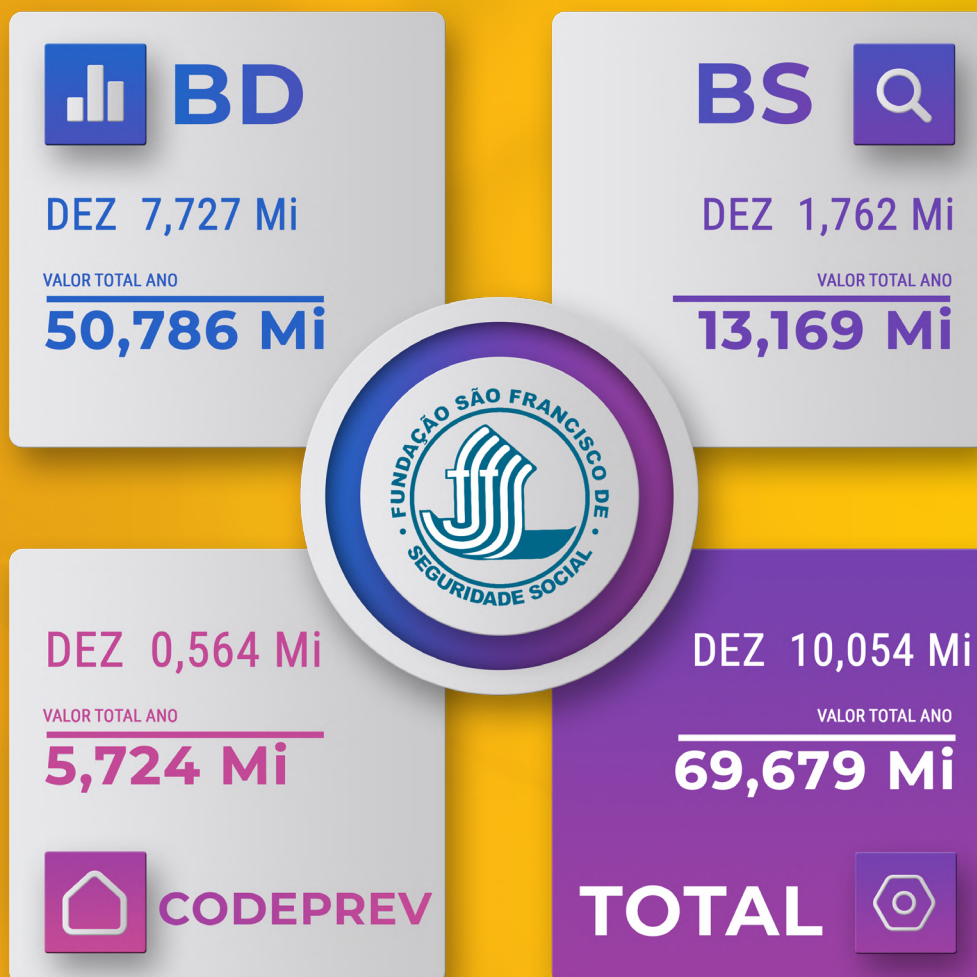 BD
DEZ 7,727 Mi
VALOR TOTAL ANO
50,786 Mi
BS
DEZ 1,762 Mi
VALOR TOTAL ANO
13,169 Mi
FUNDAÇÃO SÃO FRANCISCO DE
SEGURIDADE SOCIAL
DEZ 0,564 Mi
VALOR TOTAL ANO
5,724 Mi
CODEPREV
DEZ 10,054 Mi
VALOR TOTAL ANO
69,679 Mi
TOTAL